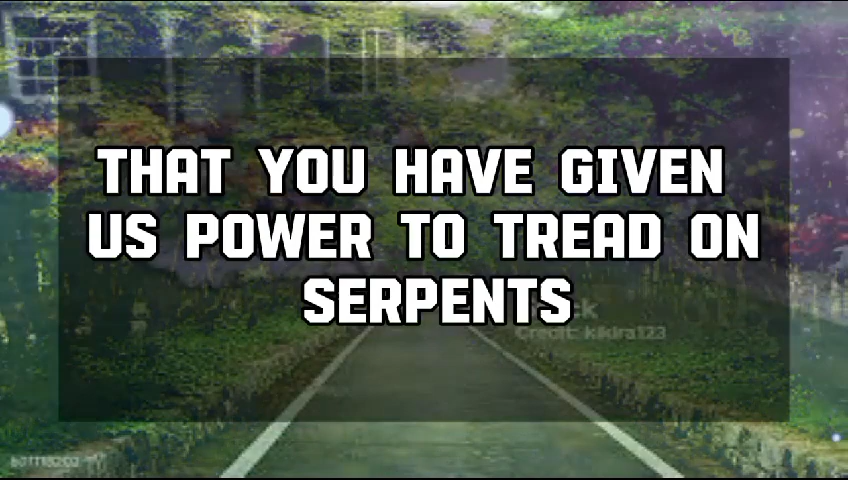 THAT YOU HAVE GIVEN
US POWER TO TREAD ON
SERPENTS
Credit: kikira123